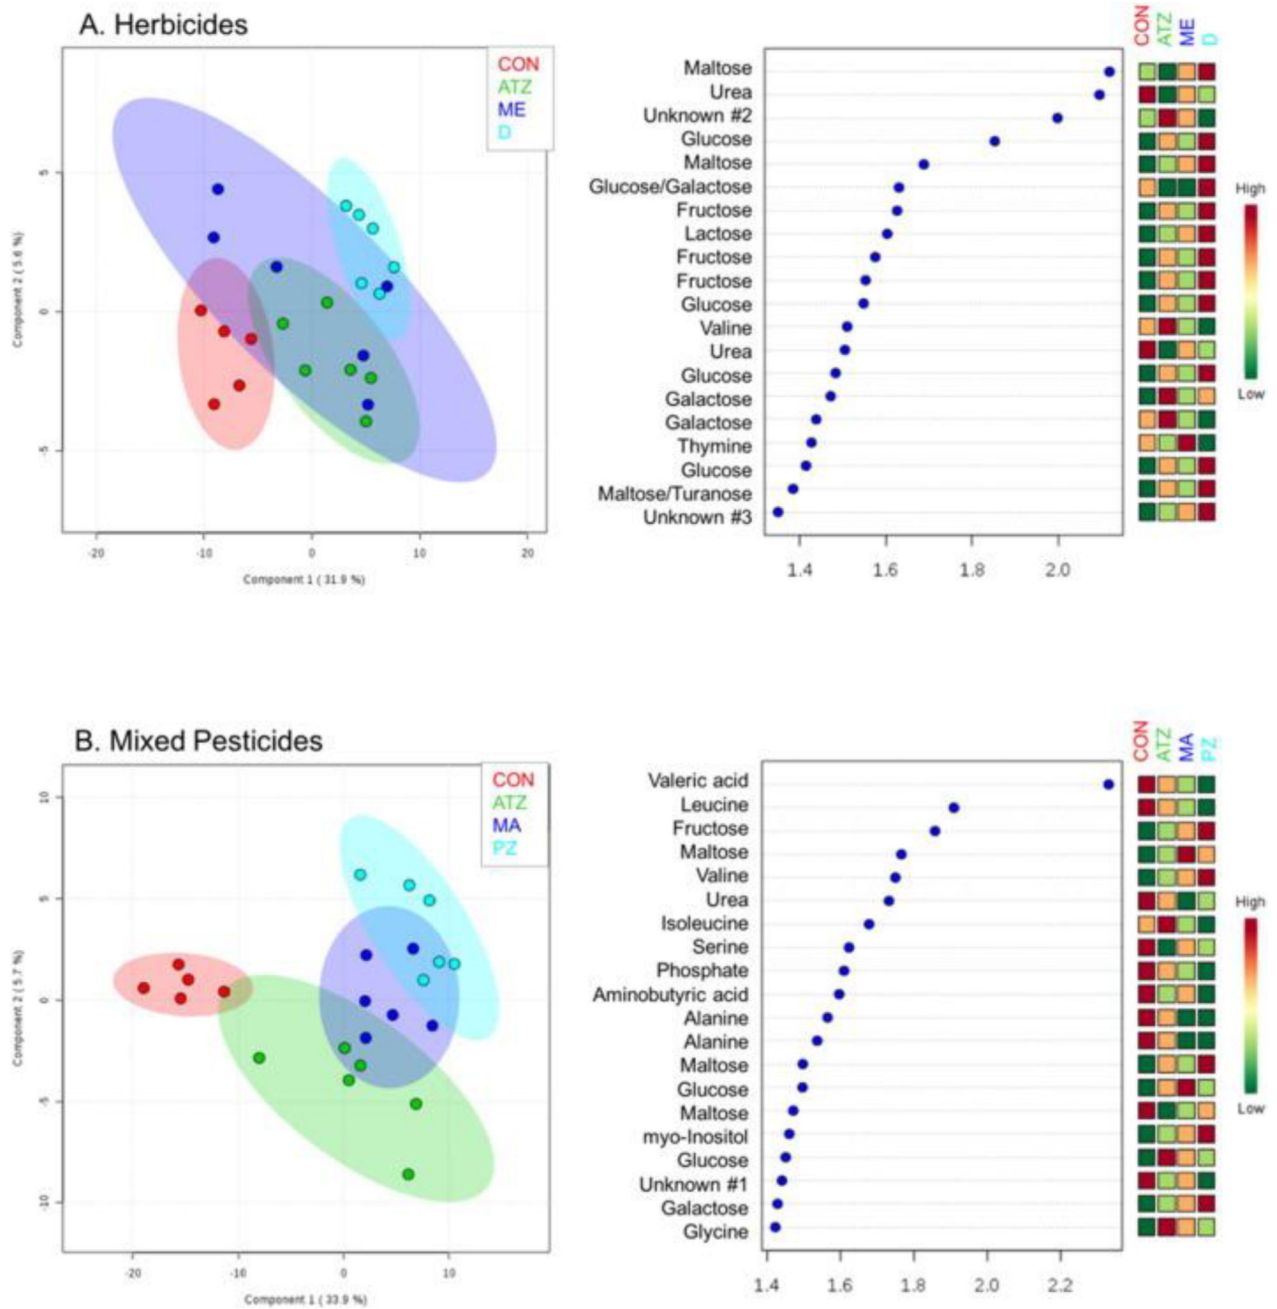 A. Herbicides
CON
ATZ
ME
D
5
0
-5
Component 2 ( 5.6 %)
-20
-10
0
10
20
Component 1 ( 31.9 %)
Maltose
Urea
Unknown #2
Glucose
Maltose
Glucose/Galactose
Fructose
Lactose
Fructose
Fructose
Glucose
Valine
Urea
Glucose
Galactose
Galactose
Thymine
Glucose
Maltose/Turanose
Unknown #3
1.4
1.6
1.8
2.0
CON
ATZ
ME
D
High
Low
B. Mixed Pesticides
CON
ATZ
MA
PZ
10
5
0
-5
-10
Component 2 ( 5.7 %)
-20
-10
0
10
Component 1 ( 33.9 %)
Valeric acid
Leucine
Fructose
Maltose
Valine
Urea
Isoleucine
Serine
Phosphate
Aminobutyric acid
Alanine
Alanine
Maltose
Glucose
Maltose
myo-Inositol
Glucose
Unknown #1
Galactose
Glycine
1.4
1.6
1.8
2.0
2.2
CON
ATZ
MA
PZ
High
Low